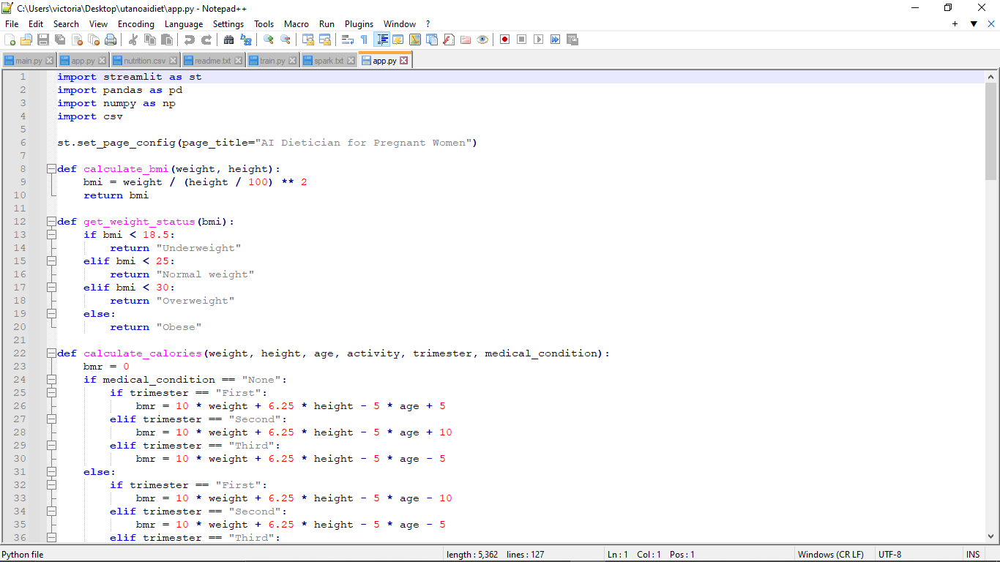 C:\Users\victoria\Desktop\utanoaidiet\app.py - Notepad++
File Edit Search View Encoding Language Settings Tools Macro Run Plugins Window ?
main.py app.py nutrition.csv readme.txt train.py spark.txt app.py
1 import streamlit as st
2 import pandas as pd
3 import numpy as np
4 import csv
5
6 st.set_page_config(page_title="AI Dietician for Pregnant Women")
7
8 def calculate_bmi(weight, height):
9     bmi = weight / (height / 100) ** 2
10     return bmi
11
12 def get_weight_status(bmi):
13     if bmi < 18.5:
14         return "Underweight"
15     elif bmi < 25:
16         return "Normal weight"
17     elif bmi < 30:
18         return "Overweight"
19     else:
20         return "Obese"
21
22 def calculate_calories(weight, height, age, activity, trimester, medical_condition):
23     bmr = 0
24     if medical_condition == "None":
25         if trimester == "First":
26             bmr = 10 * weight + 6.25 * height - 5 * age + 5
27         elif trimester == "Second":
28             bmr = 10 * weight + 6.25 * height - 5 * age + 10
29         elif trimester == "Third":
30             bmr = 10 * weight + 6.25 * height - 5 * age - 5
31     else:
32         if trimester == "First":
33             bmr = 10 * weight + 6.25 * height - 5 * age - 10
34         elif trimester == "Second":
35             bmr = 10 * weight + 6.25 * height - 5 * age - 5
36         elif trimester == "Third":
Python file length : 5,362 lines : 127 Ln : 1 Col : 1 Pos : 1 Windows (CR LF) UTF-8 INS